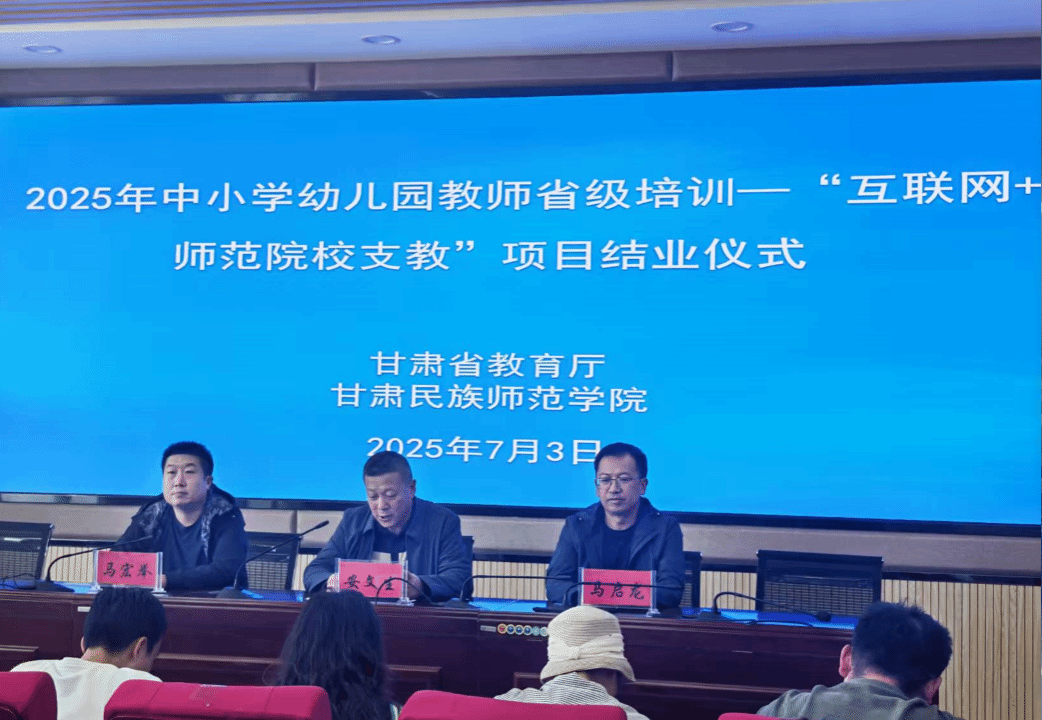 2025年中小学幼儿园教师省级培训—“互联网+
师范院校支教”项目结业仪式
甘肃省教育厅
甘肃民族师范学院
2025年7月3日
马宏举
安文生
马启龙